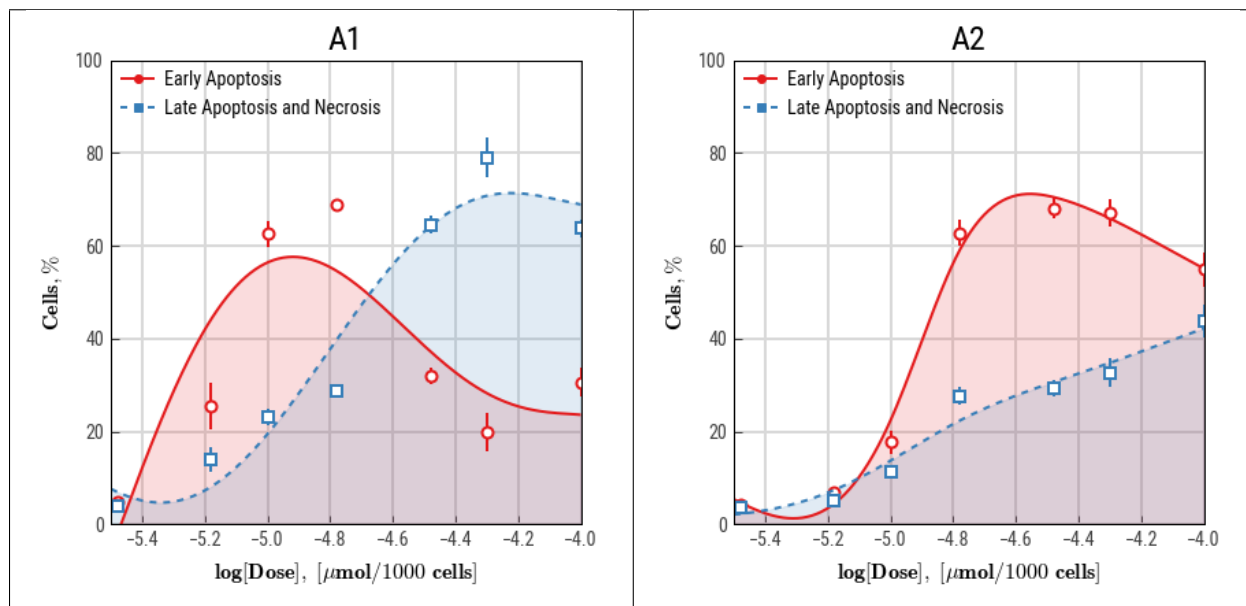 A1
Early Apoptosis
Late Apoptosis and Necrosis
Cells, %
100
80
60
40
20
0
−5.4 −5.2 −5.0 −4.8 −4.6 −4.4 −4.2 −4.0
log[Dose], [μmol/1000 cells]
A2
Early Apoptosis
Late Apoptosis and Necrosis
Cells, %
100
80
60
40
20
0
−5.4 −5.2 −5.0 −4.8 −4.6 −4.4 −4.2 −4.0
log[Dose], [μmol/1000 cells]